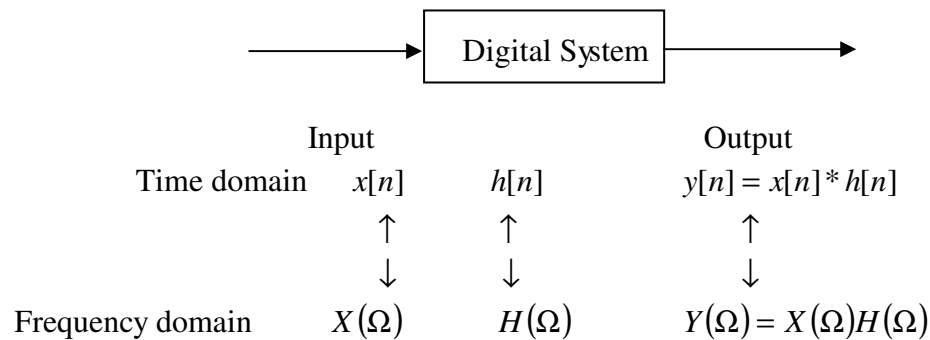 Digital System
Input Output
Time domain x[n] h[n] y[n] = x[n] * h[n]
↑ ↑ ↑
↓ ↓ ↓
Frequency domain X(Ω) H(Ω) Y(Ω) = X(Ω)H(Ω)